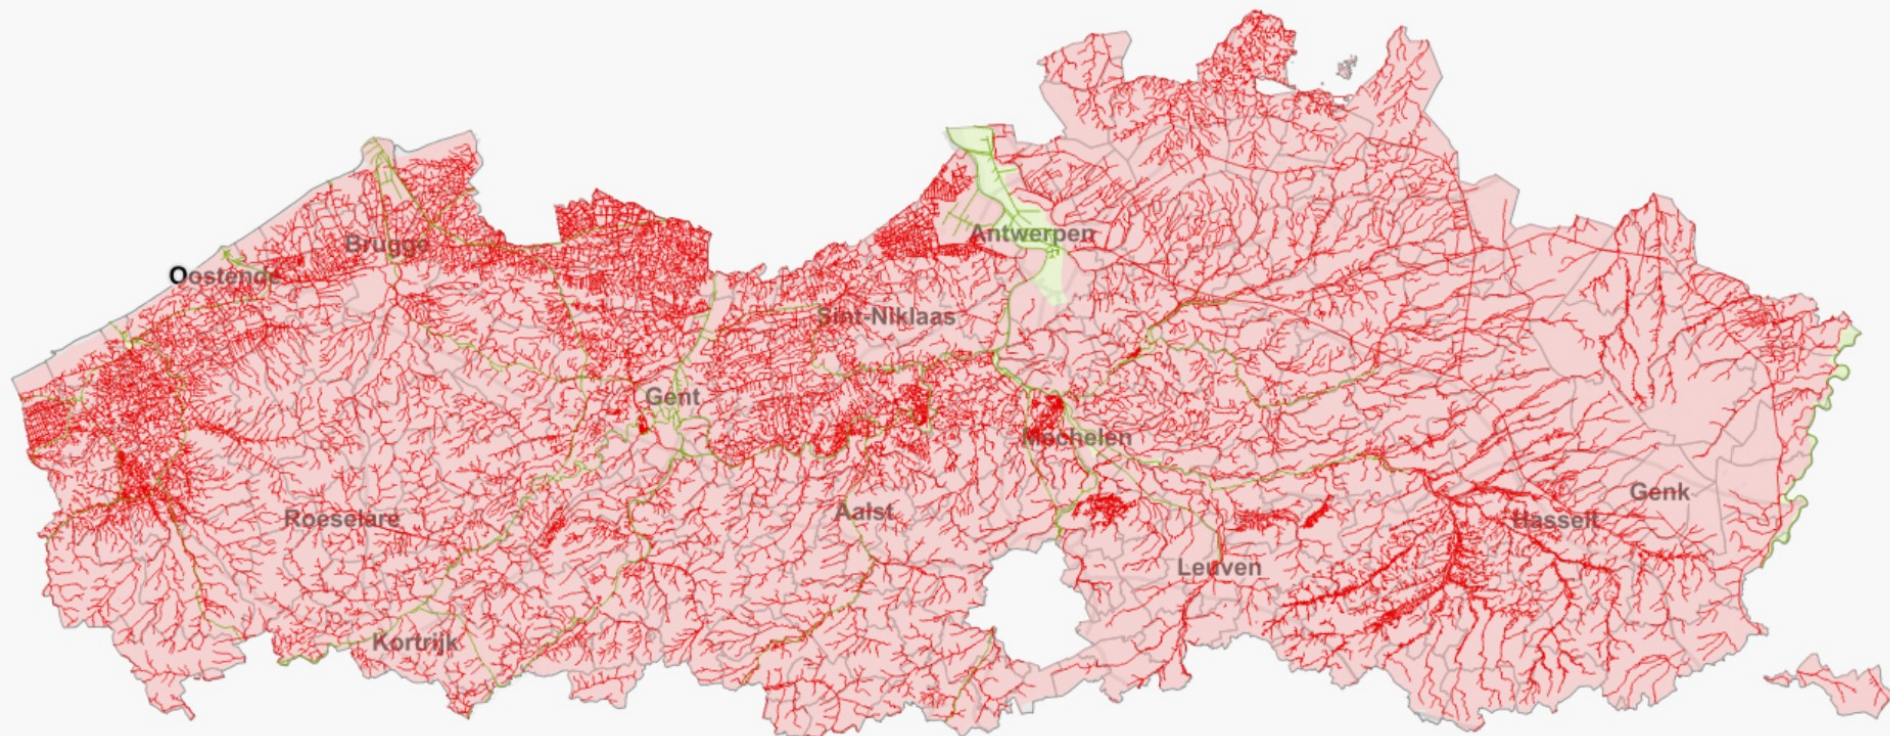 Brugge
Antwerpen
Oostende
Sint-Niklaas
Gent
Mechelen
Genk
Roeselare
Aalst
Hasselt
Leuven
Kortrijk